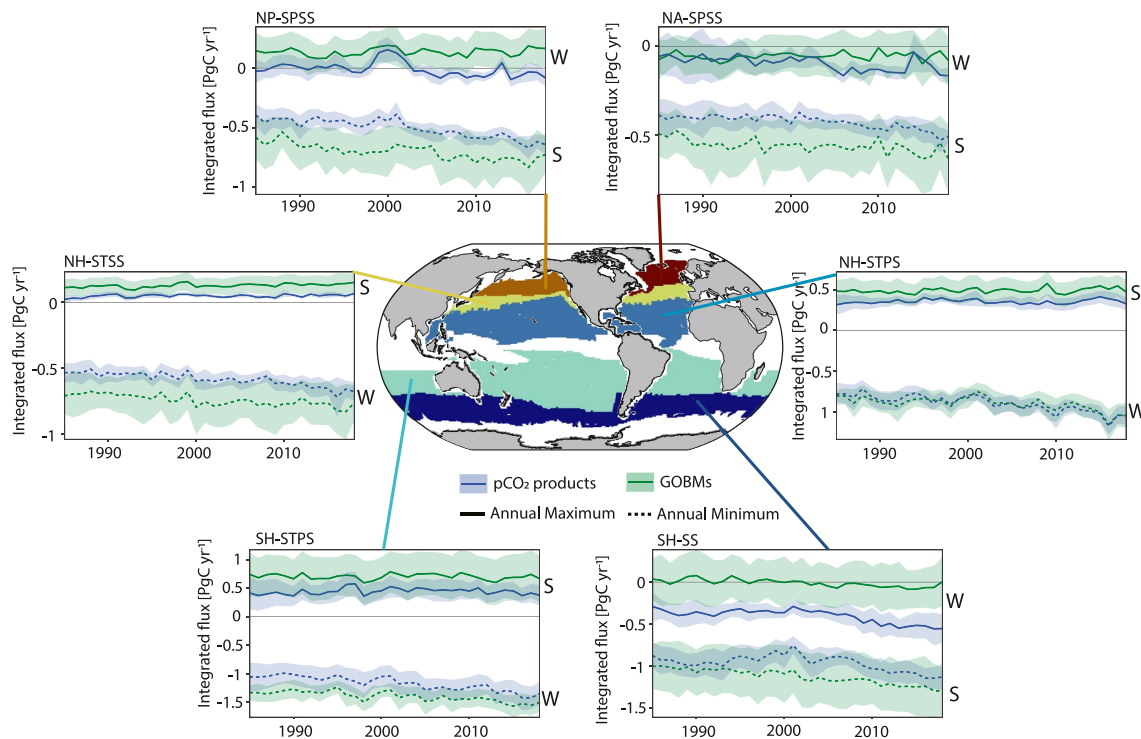 NP-SPSS
Integrated flux [PgC yr⁻¹]
0
-0.5
-1
1990
2000
2010
W
S
NA-SPSS
Integrated flux [PgC yr⁻¹]
0
-0.5
1990
2000
2010
W
S
NH-STSS
Integrated flux [PgC yr⁻¹]
0
-0.5
-1
1990
2000
2010
S
W
NH-STPS
Integrated flux [PgC yr⁻¹]
0.5
0
-0.5
1
1990
2000
2010
S
W
pCO₂ products
GOBMs
Annual Maximum
Annual Minimum
SH-STPS
Integrated flux [PgC yr⁻¹]
1
0.5
0
-0.5
-1
-1.5
1990
2000
2010
S
W
SH-SS
Integrated flux [PgC yr⁻¹]
0
-0.5
-1
-1.5
1990
2000
2010
W
S